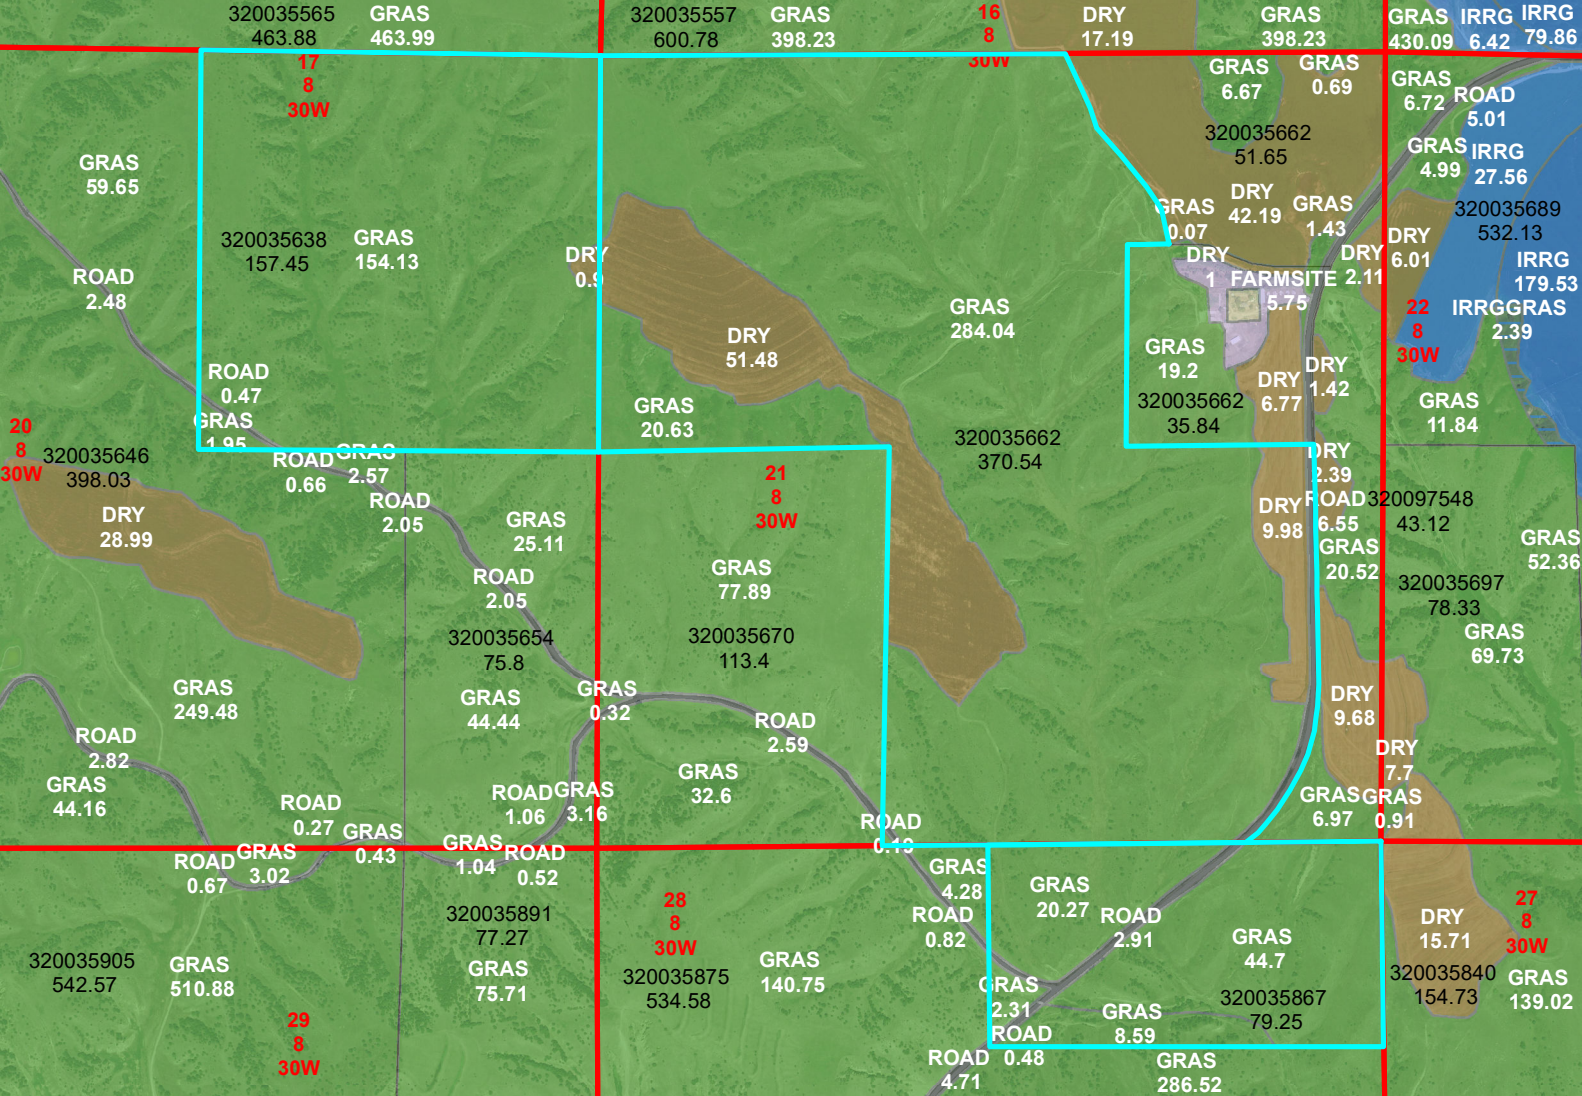 320035565
463.88
GRAS
463.99
320035557
600.78
GRAS
398.23
16
8
30W
DRY
17.19
GRAS
398.23
GRAS
430.09
IRRG
6.42
IRRG
79.86
17
8
30W
GRAS
6.67
GRAS
0.69
GRAS
6.72
ROAD
5.01
320035662
51.65
GRAS
4.99
IRRG
27.56
GRAS
59.65
GRAS
0.07
DRY
42.19
GRAS
1.43
320035689
532.13
320035638
157.45
GRAS
154.13
DRY
0.9
DRY
1
FARMSITE
5.75
DRY
2.11
DRY
6.01
IRRG
179.53
ROAD
2.48
GRAS
284.04
22
8
30W
IRRGGRAS
2.39
DRY
51.48
GRAS
19.2
ROAD
0.47
DRY
6.77
DRY
1.42
GRAS
1.95
GRAS
20.63
320035662
35.84
GRAS
11.84
20
8
30W
320035646
398.03
ROAD
0.66
GRAS
2.57
320035662
370.54
DRY
2.39
21
8
30W
ROAD
2.05
DRY
28.99
GRAS
25.11
DRY
9.98
ROAD
6.55
320097548
43.12
GRAS
20.52
GRAS
52.36
ROAD
2.05
GRAS
77.89
320035697
78.33
320035654
75.8
320035670
113.4
GRAS
69.73
GRAS
249.48
GRAS
44.44
GRAS
0.32
DRY
9.68
ROAD
2.82
ROAD
2.59
DRY
7.7
GRAS
44.16
GRAS
32.6
ROAD
0.27
ROAD
1.06
GRAS
3.16
GRAS
6.97
GRAS
0.91
ROAD
0.19
GRAS
0.43
ROAD
0.67
GRAS
3.02
GRAS
1.04
ROAD
0.52
GRAS
4.28
GRAS
20.27
28
8
30W
27
8
30W
320035891
77.27
ROAD
0.82
ROAD
2.91
GRAS
44.7
DRY
15.71
320035905
542.57
GRAS
510.88
GRAS
75.71
320035875
534.58
GRAS
140.75
GRAS
2.31
320035867
79.25
320035840
154.73
GRAS
139.02
29
8
30W
GRAS
8.59
ROAD
0.48
ROAD
4.71
GRAS
286.52